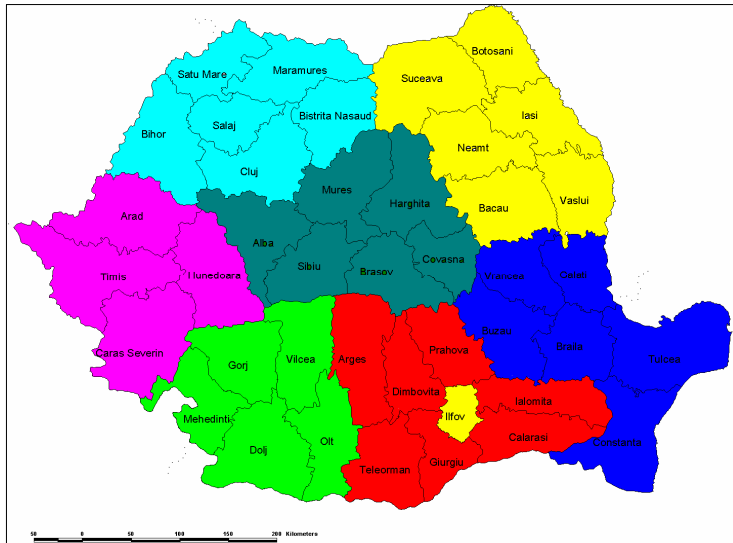 Botosani
Satu Mare
Maramures
Suceava
Iasi
Bistrita Nasaud
Salaj
Bihor
Neamt
Cluj
Mures
Harghita
Vaslui
Bacau
Arad
Alba
Covasna
Sibiu
Brasov
Timis
Hunedoara
Vrancea
Galati
Buzau
Braila
Tulcea
Prahova
Caras Severin
Gorj
Vilcea
Arges
Dimbovita
Ialomita
Ilfov
Mehedinti
Olt
Calarasi
Constanta
Dolj
Giurgiu
Teleorman
50 0 50 100 150 200 Kilometers